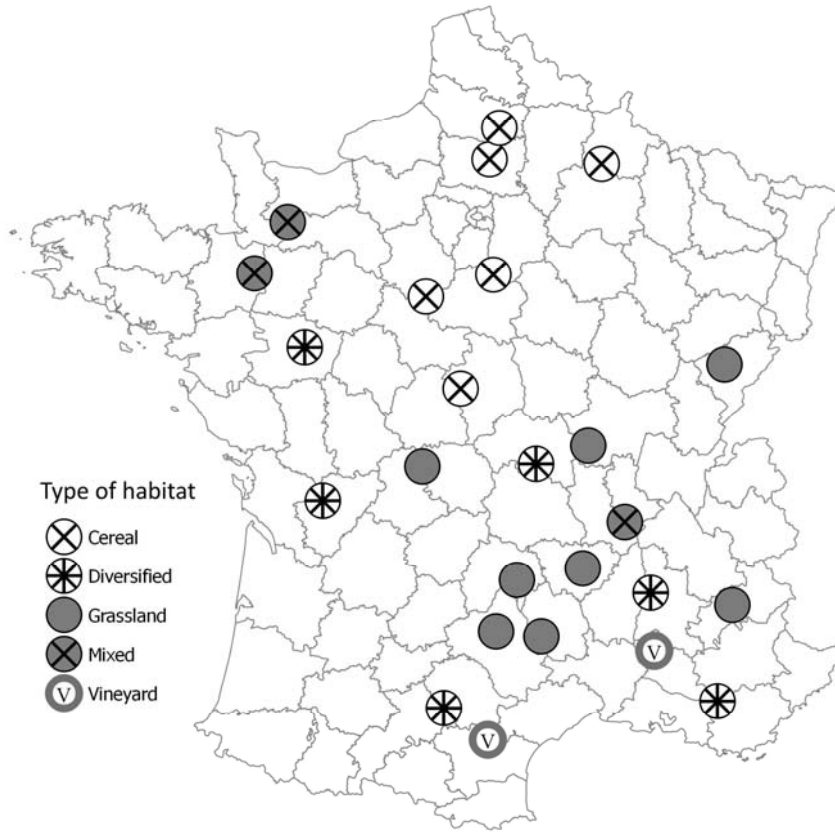 Type of habitat
Cereal
Diversified
Grassland
Mixed
V Vineyard
V
V